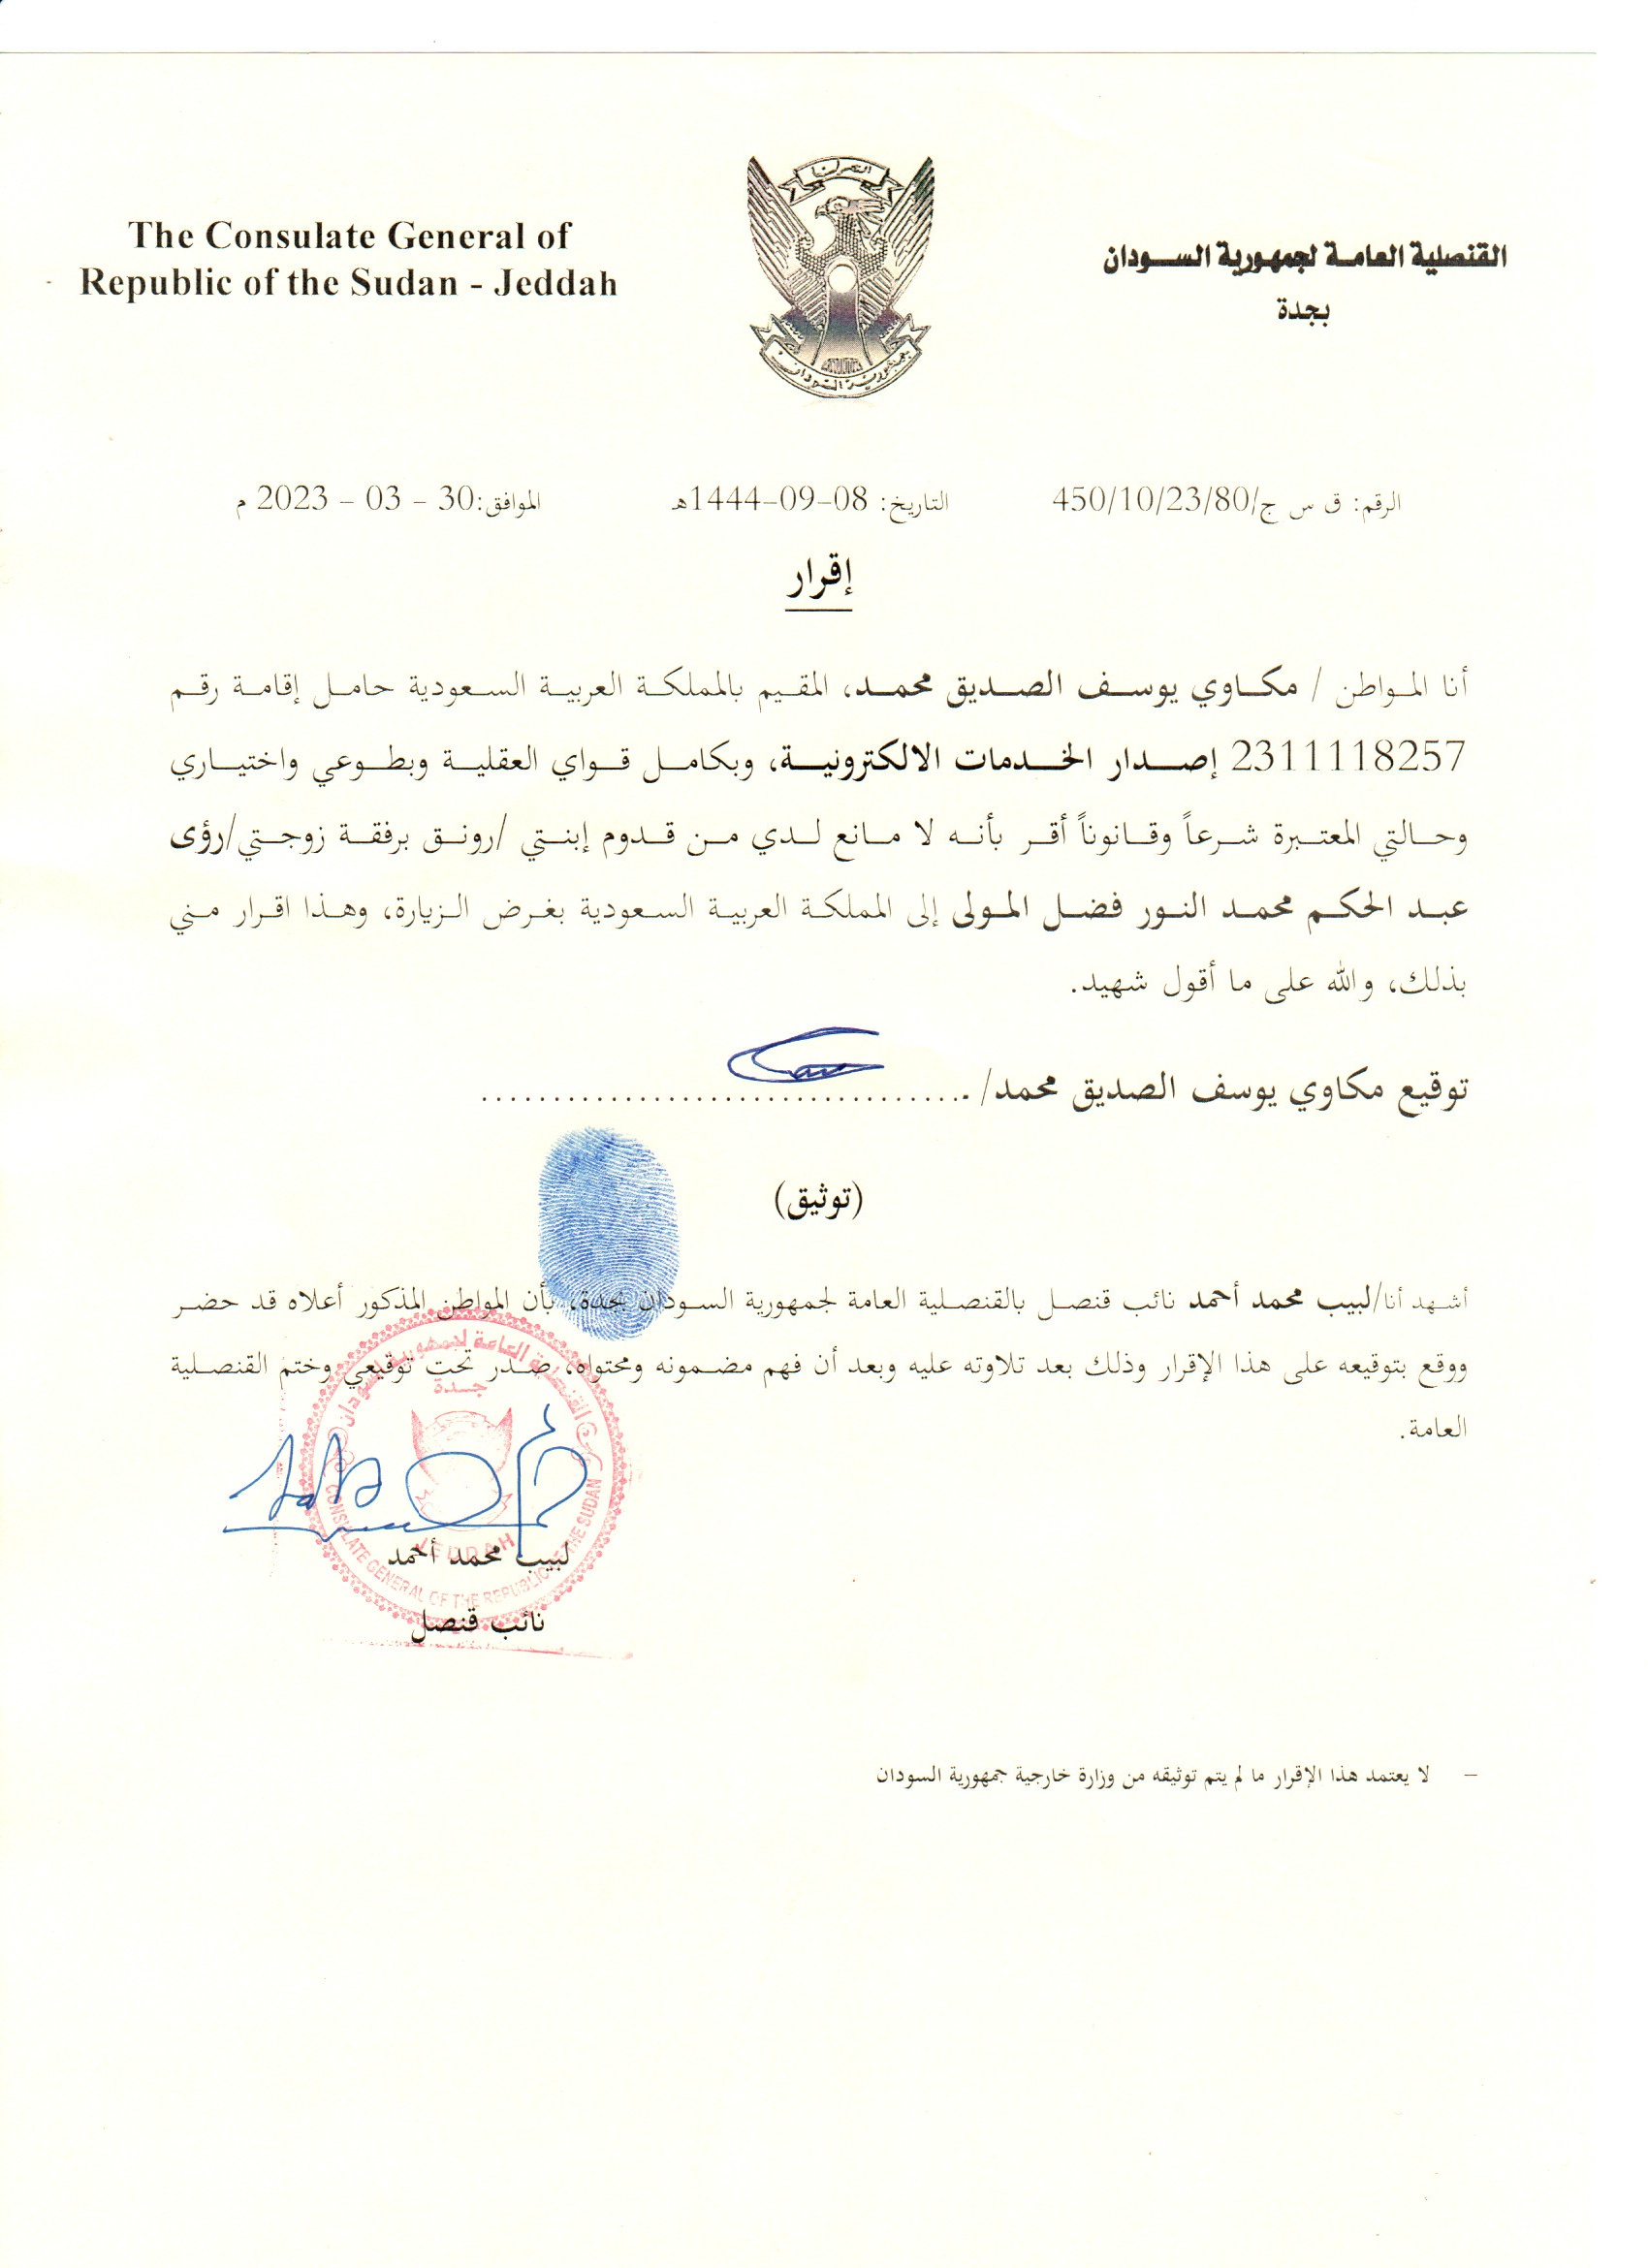 The Consulate General of
Republic of the Sudan - Jeddah
القنصلية العامة لجمهورية السودان
بجدة
النصر لنا
جمهورية السودان
الرقم: ق س ج/450/10/23/80 التاريخ: 08-09-1444هـ الموافق:30 - 03 - 2023 م
إقرار
أنا المواطن / مكاوي يوسف الصديق محمد، المقيم بالمملكة العربية السعودية حامل إقامة رقم
2311118257 إصدار الخدمات الالكترونية، وبكامل قواي العقلية وبطوعي واختياري
وحالتي المعتبرة شرعاً وقانوناً أقر بأنه لا مانع لدي من قدوم إبنتي /رونق برفقة زوجتي/رؤى
عبد الحكم محمد النور فضل المولى إلى المملكة العربية السعودية بغرض الزيارة، وهذا اقرار مني
بذلك، والله على ما أقول شهيد.
توقيع مكاوي يوسف الصديق محمد/ ..................................
(توثيق)
أشهد أنا/لبيب محمد أحمد نائب قنصل بالقنصلية العامة لجمهورية السودان بجدة، بأن المواطن المذكور أعلاه قد حضر
ووقع بتوقيعه على هذا الإقرار وذلك بعد تلاوته عليه وبعد أن فهم مضمونه ومحتواه، صدر تحت توقيعي وختم القنصلية
العامة.
القنصلية العامة لجمهورية السودان
جدة
JEDDAH
CONSULATE GENERAL OF THE REPUBLIC OF THE SUDAN
لبيب محمد أحمد
نائب قنصل
- لا يعتمد هذا الإقرار ما لم يتم توثيقه من وزارة خارجية جمهورية السودان